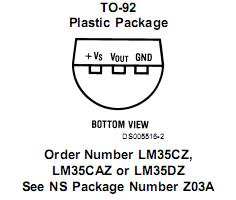 TO-92
Plastic Package
+VS VOUT GND
BOTTOM VIEW
DS005516-2
Order Number LM35CZ,
LM35CAZ or LM35DZ
See NS Package Number Z03A